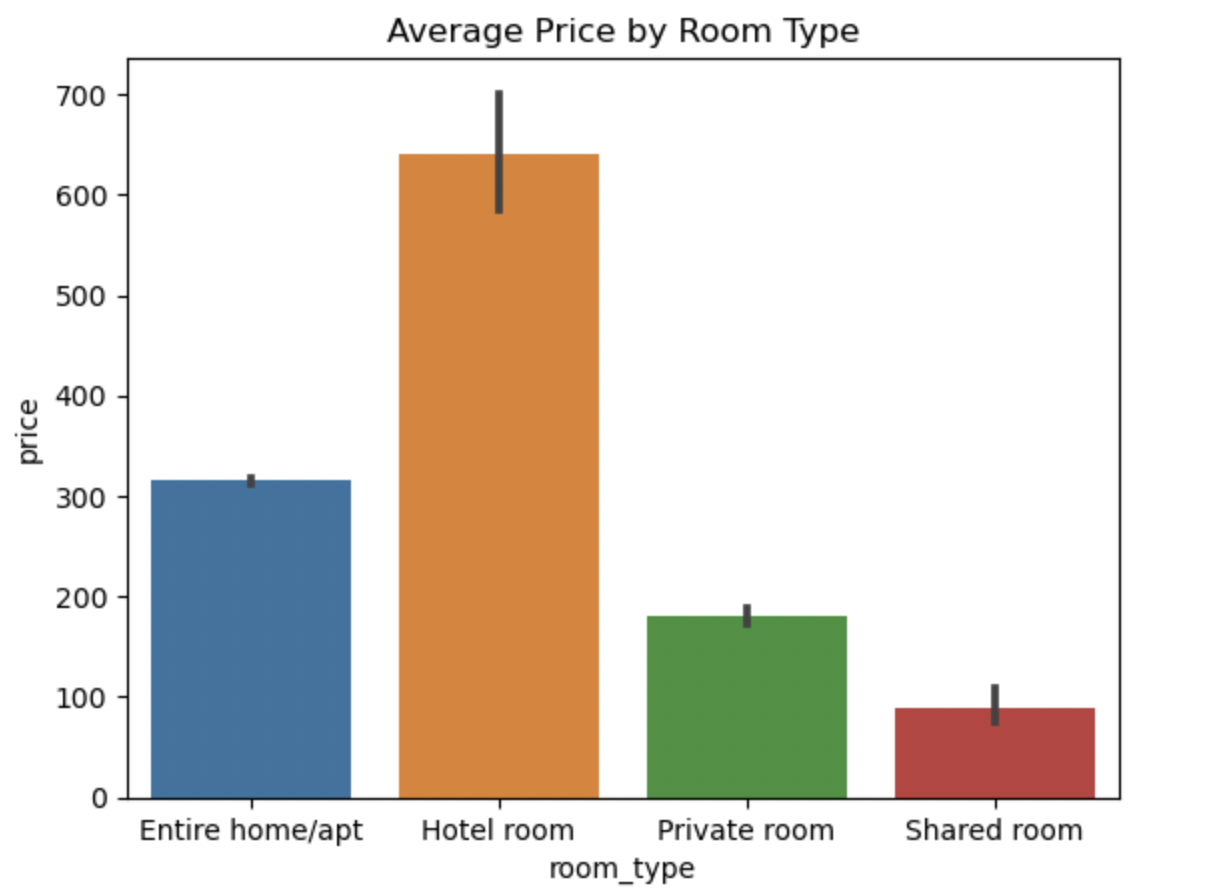 Average Price by Room Type
700
600
500
400
300
200
100
0
price
Entire home/apt
Hotel room
Private room
Shared room
room_type